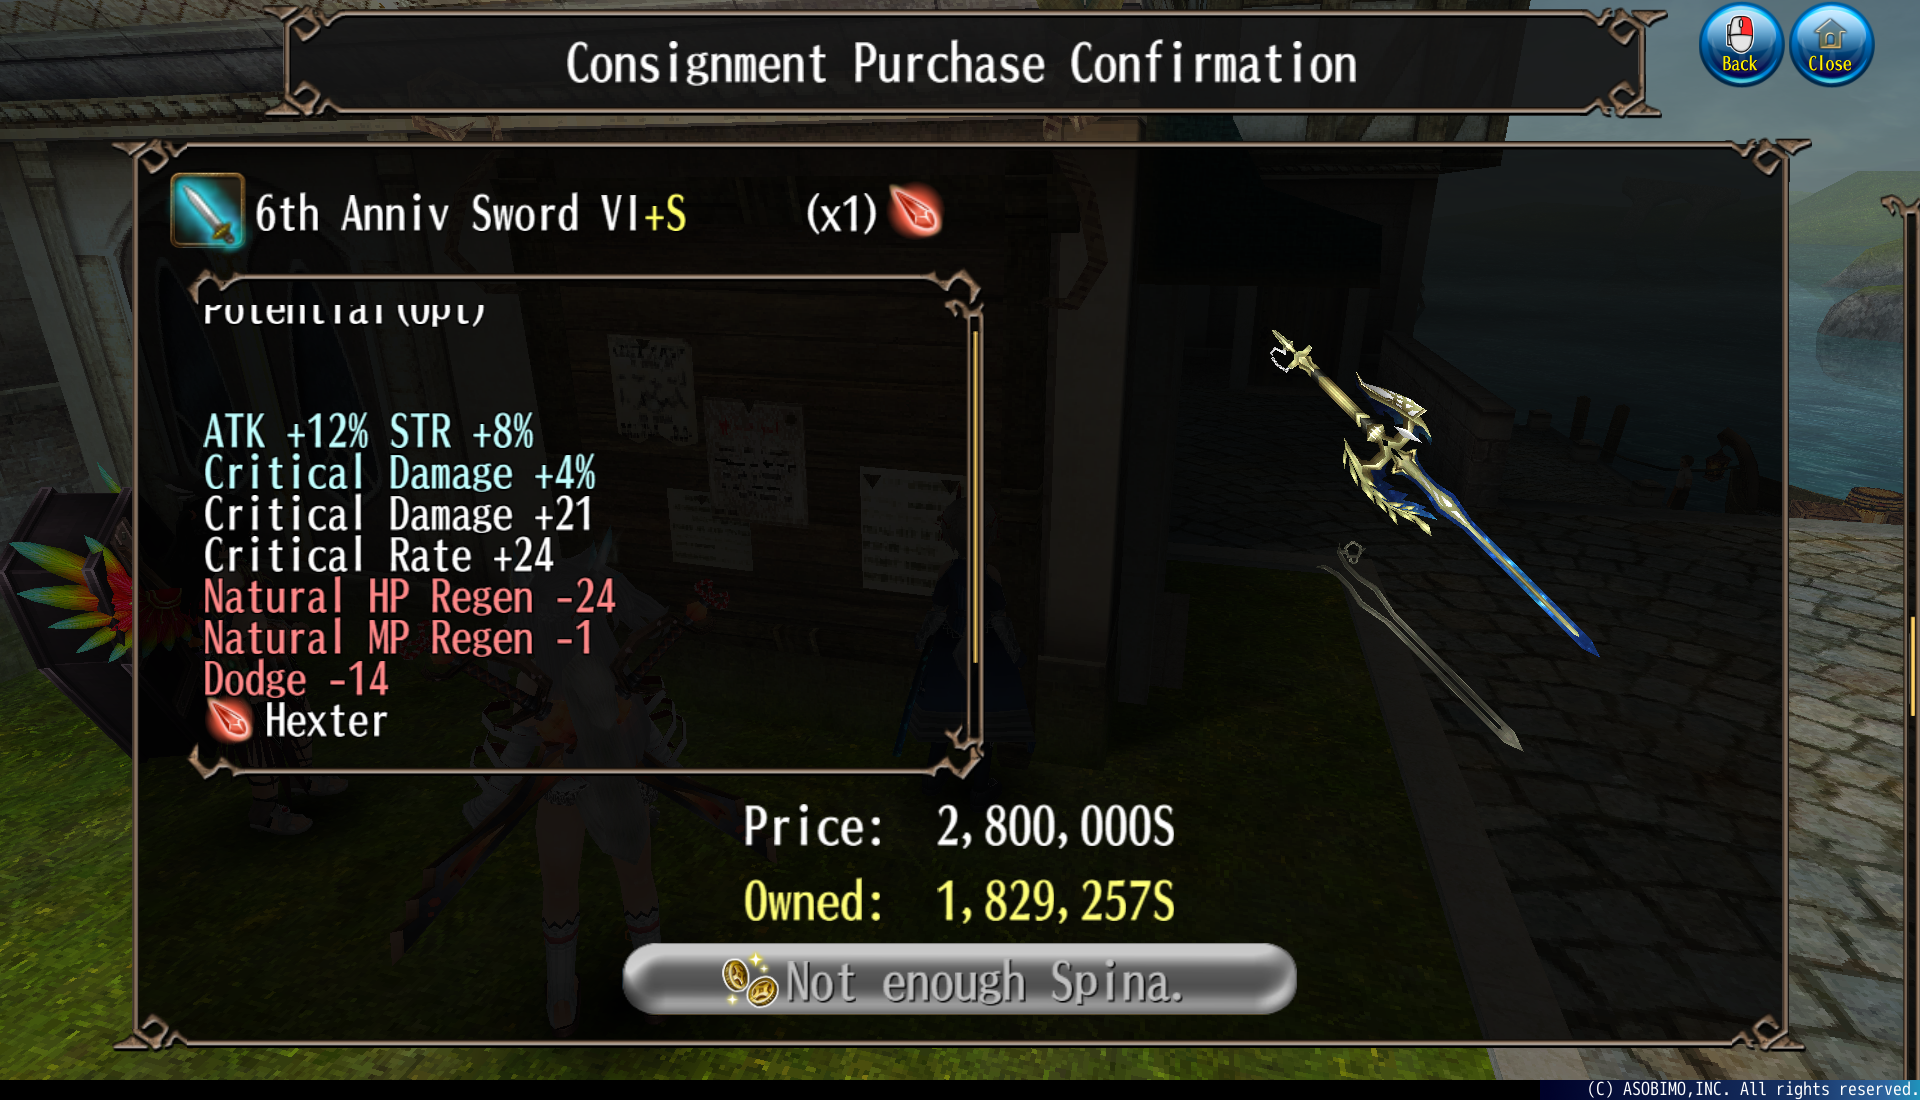 Consignment Purchase Confirmation
Back
Close
6th Anniv Sword VI+S (x1)
Potential(Opt)
ATK +12% STR +8%
Critical Damage +4%
Critical Damage +21
Critical Rate +24
Natural HP Regen -24
Natural MP Regen -1
Dodge -14
Hexter
Price: 2,800,000S
Owned: 1,829,257S
Not enough Spina.
(C) ASOBIMO,INC. All rights reserved.